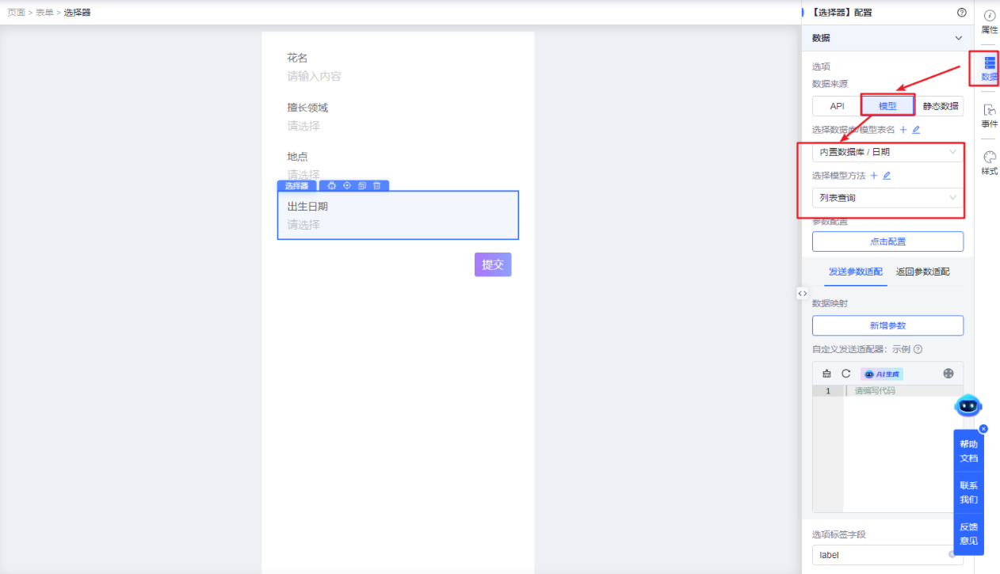 页面 > 表单 > 选择器
花名
请输入内容
擅长领域
请选择
地点
请选择
选择器
出生日期
请选择
提交
【选择器】配置
数据
选项
数据来源
API 模型 静态数据
选择数据库/模型表名
内置数据库 / 日期
选择模型方法
列表查询
参数配置
点击配置
发送参数适配 返回参数适配
数据映射
新增参数
自定义发送适配器：示例
AI生成
1 请编写代码
选项标签字段
label
属性
数据
事件
样式
帮助
文档
联系
我们
反馈
意见